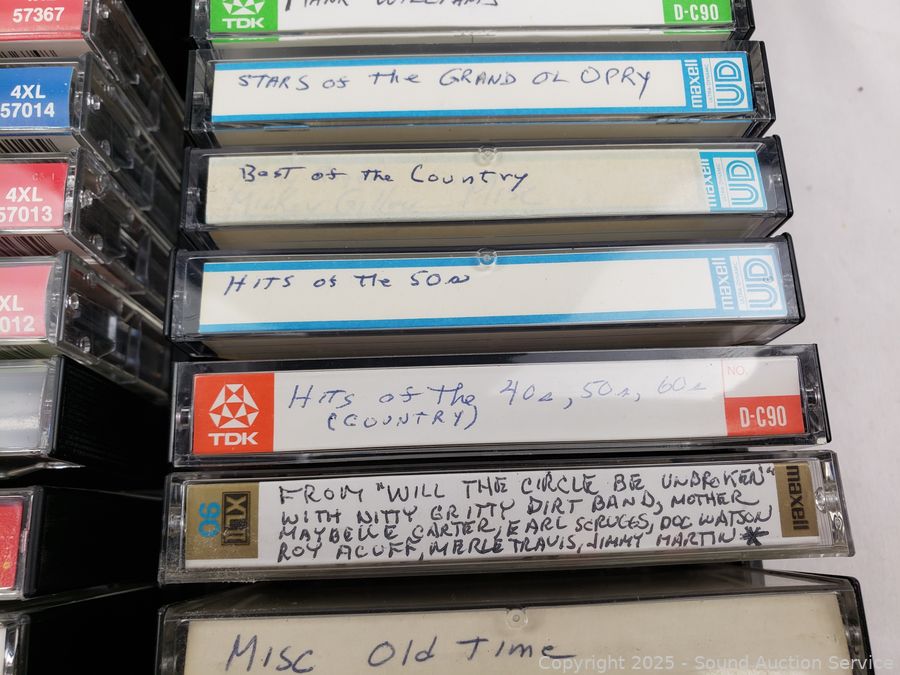 57367
4XL
57014
4XL
57013
XL
012
TDK
HANK WILLIAMS
D-C90
STARS of the GRAND OL OPRY
maxell
UD
Best of the Country
maxell
UD
HITS of the 50s
maxell
UD
TDK
HITS of the 40s, 50s, 60s
(COUNTRY)
NO.
D-C90
90
XLII
FROM "WILL THE CIRCLE BE UNBROKEN"
WITH NITTY GRITTY DIRT BAND, MOTHER
MAYBELLE CARTER, EARL SCRUGGS, DOC WATSON
ROY ACUFF, MERLE TRAVIS, JIMMY MARTIN *
maxell
Misc Old Time
Copyright 2025 - Sound Auction Service